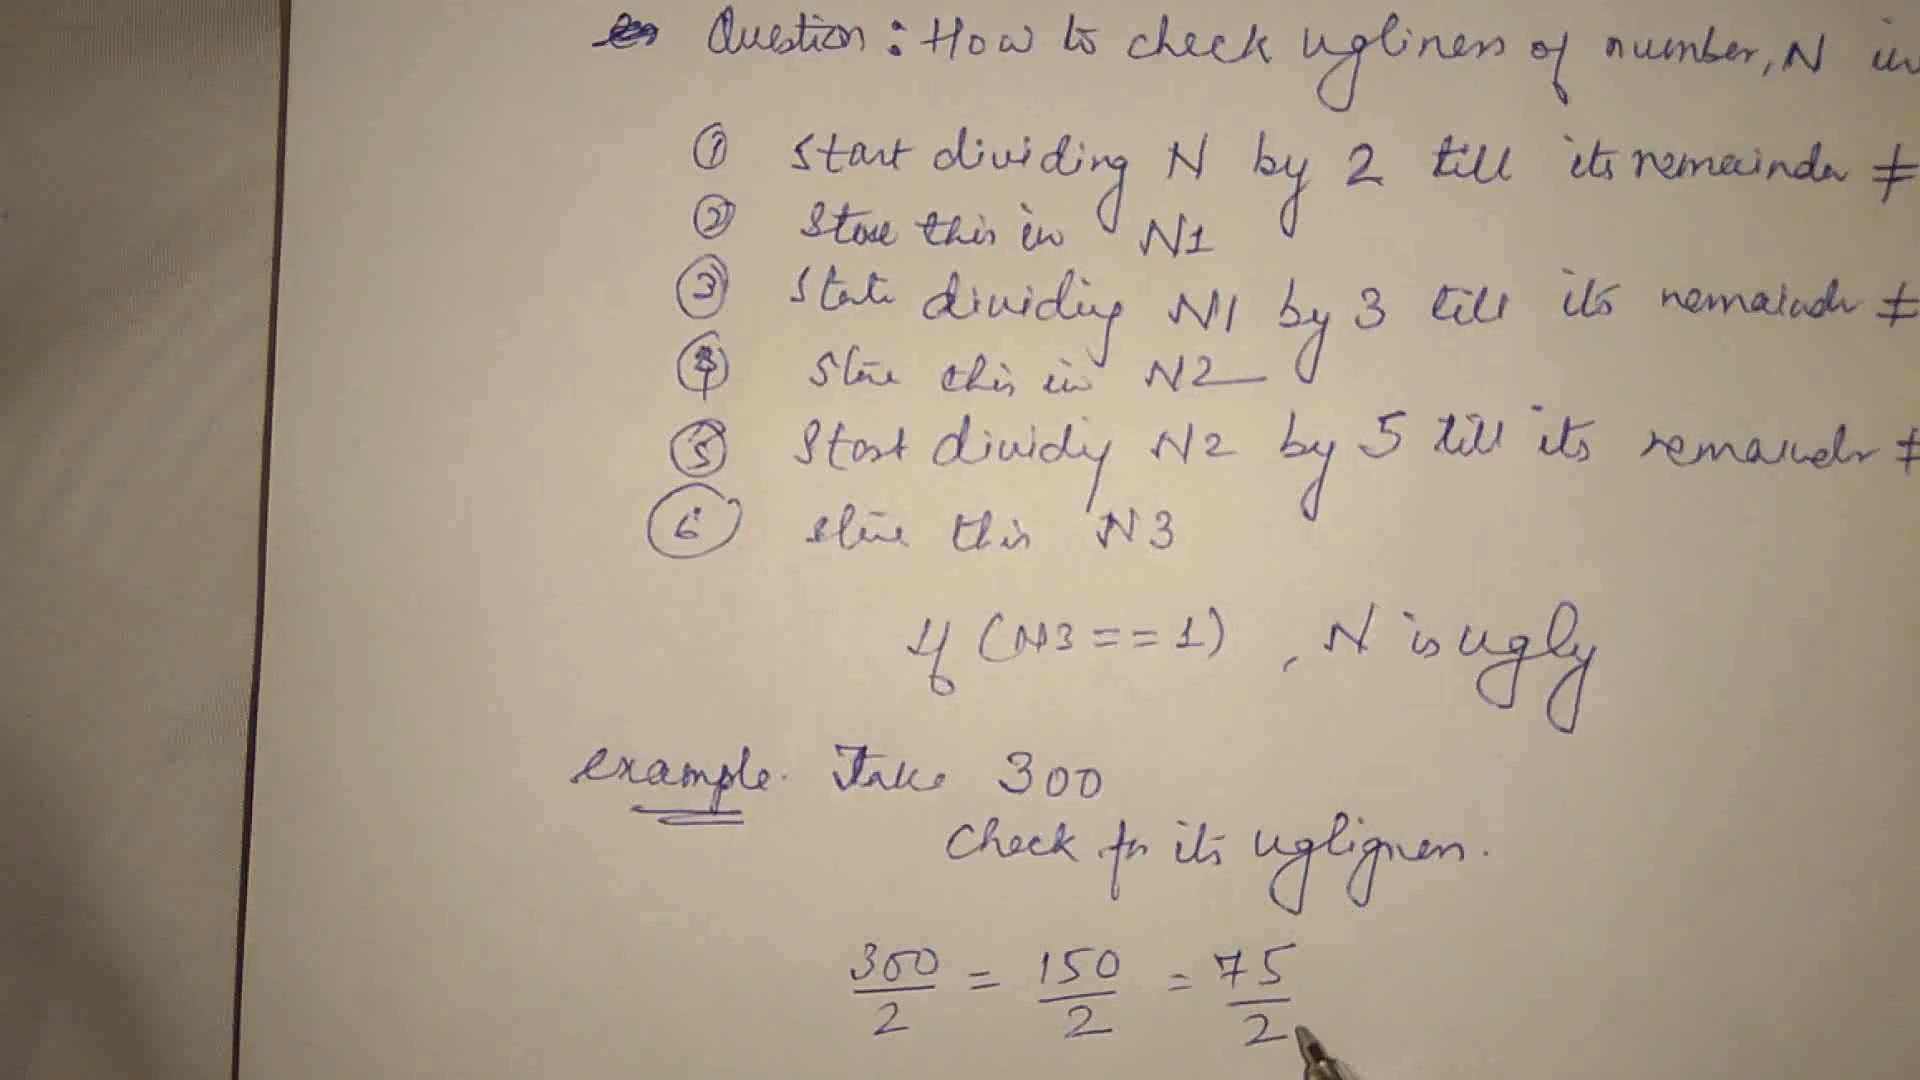 Question: How to check ugliness of number, N in
① Start dividing N by 2 till its remainder ≠
② Store this in N1
③ Start dividing N1 by 3 till its remainder ≠
④ Store this in N2
⑤ Start dividing N2 by 5 till its remainder ≠
⑥ store this N3
if (N3 == 1), N is ugly
example. Take 300
Check for its ugligness.
300/2 = 150/2 = 75/2